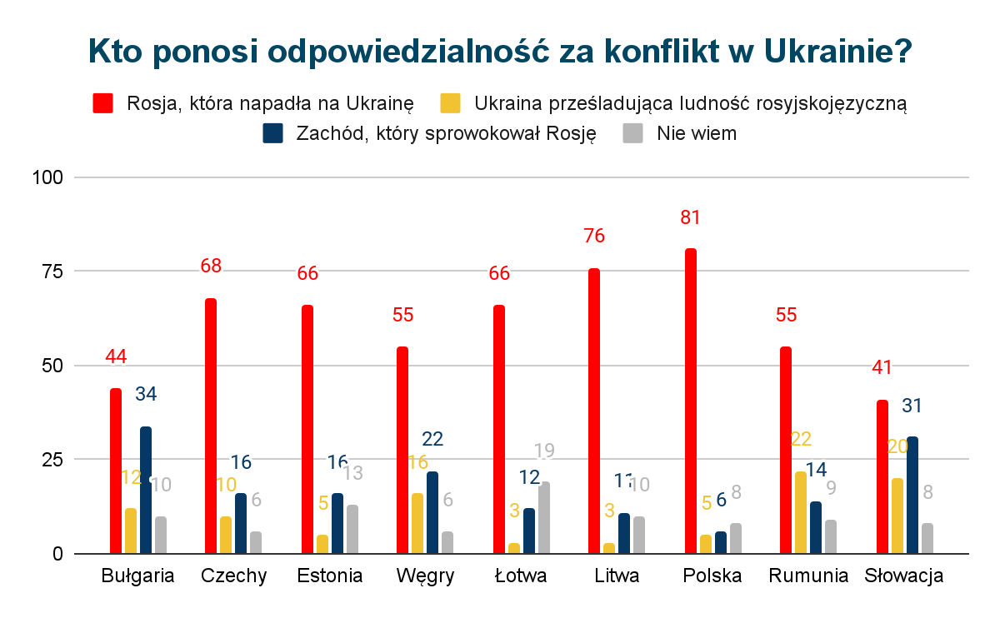 Kto ponosi odpowiedzialność za konflikt w Ukrainie?
Rosja, która napadła na Ukrainę Ukraina prześladująca ludność rosyjskojęzyczną
Zachód, który sprowokował Rosję Nie wiem
100
75
50
25
0
44 12 34 10
68 10 16 6
66 5 16 13
55 16 22 6
66 3 12 19
76 3 11 10
81 5 6 8
55 22 14 9
41 20 31 8
Bułgaria Czechy Estonia Węgry Łotwa Litwa Polska Rumunia Słowacja